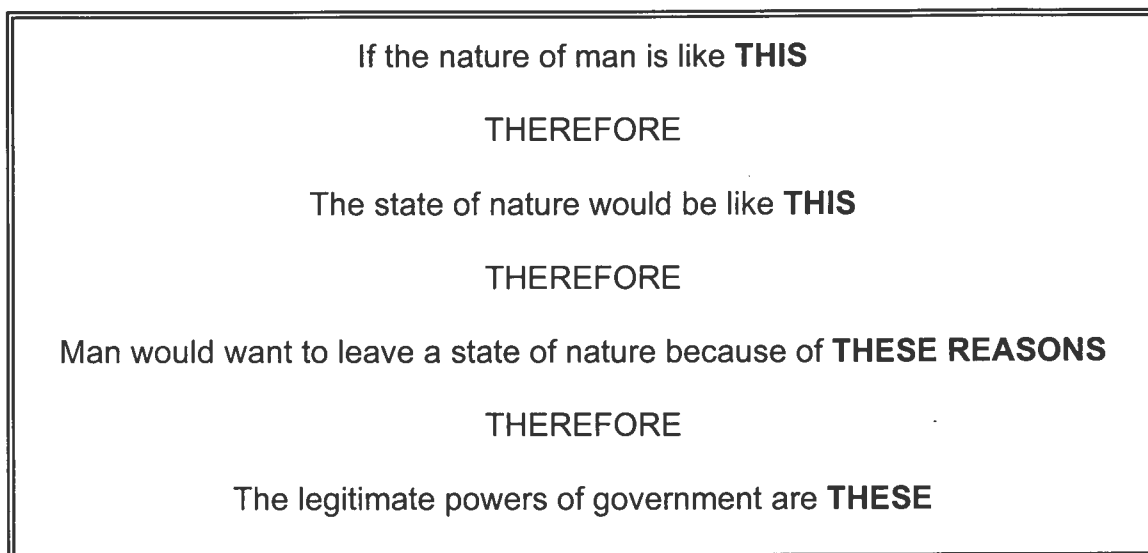 If the nature of man is like THIS
THEREFORE
The state of nature would be like THIS
THEREFORE
Man would want to leave a state of nature because of THESE REASONS
THEREFORE
The legitimate powers of government are THESE